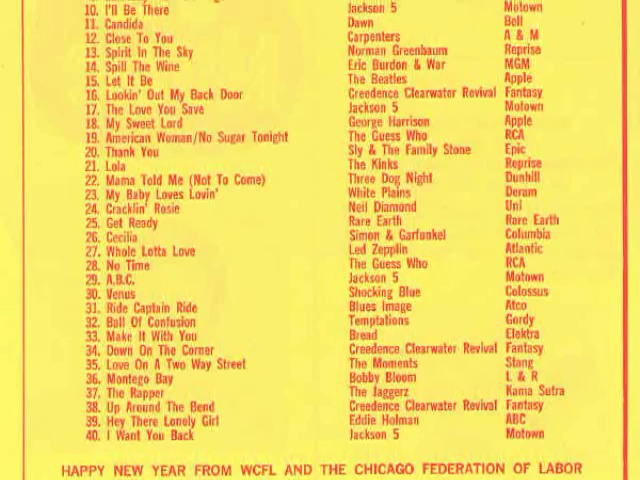 10. I'll Be There Jackson 5 Motown
11. Candida Dawn Bell
12. Close To You Carpenters A & M
13. Spirit In The Sky Norman Greenbaum Reprise
14. Spill The Wine Eric Burdon & War MGM
15. Let It Be The Beatles Apple
16. Lookin' Out My Back Door Creedence Clearwater Revival Fantasy
17. The Love You Save Jackson 5 Motown
18. My Sweet Lord George Harrison Apple
19. American Woman/No Sugar Tonight The Guess Who RCA
20. Thank You Sly & The Family Stone Epic
21. Lola The Kinks Reprise
22. Mama Told Me (Not To Come) Three Dog Night Dunhill
23. My Baby Loves Lovin' White Plains Deram
24. Cracklin' Rosie Neil Diamond Uni
25. Get Ready Rare Earth Rare Earth
26. Cecilia Simon & Garfunkel Columbia
27. Whole Lotta Love Led Zepplin Atlantic
28. No Time The Guess Who RCA
29. A.B.C. Jackson 5 Motown
30. Venus Shocking Blue Colossus
31. Ride Captain Ride Blues Image Atco
32. Ball Of Confusion Temptations Gordy
33. Make It With You Bread Elektra
34. Down On The Corner Creedence Clearwater Revival Fantasy
35. Love On A Two Way Street The Moments Stang
36. Montego Bay Bobby Bloom L & R
37. The Rapper The Jaggerz Kama Sutra
38. Up Around The Bend Creedence Clearwater Revival Fantasy
39. Hey There Lonely Girl Eddie Holman ABC
40. I Want You Back Jackson 5 Motown
HAPPY NEW YEAR FROM WCFL AND THE CHICAGO FEDERATION OF LABOR